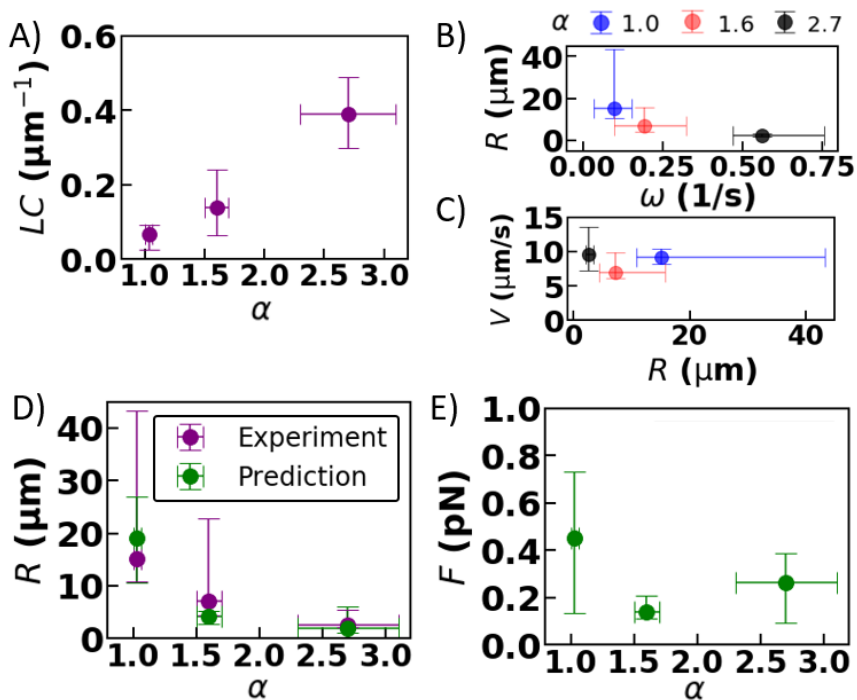 A)
LC (μm⁻¹)
0.6
0.4
0.2
0.0
1.0 1.5 2.0 2.5 3.0
α
α 1.0 1.6 2.7
B)
R (μm)
40
20
0
0.00 0.25 0.50 0.75
ω (1/s)
C)
V (μm/s)
15
10
5
0
0 20 40
R (μm)
D)
R (μm)
40
30
20
10
0
Experiment
Prediction
1.0 1.5 2.0 2.5 3.0
α
E)
F (pN)
1.0
0.8
0.6
0.4
0.2
0.0
1.0 1.5 2.0 2.5 3.0
α